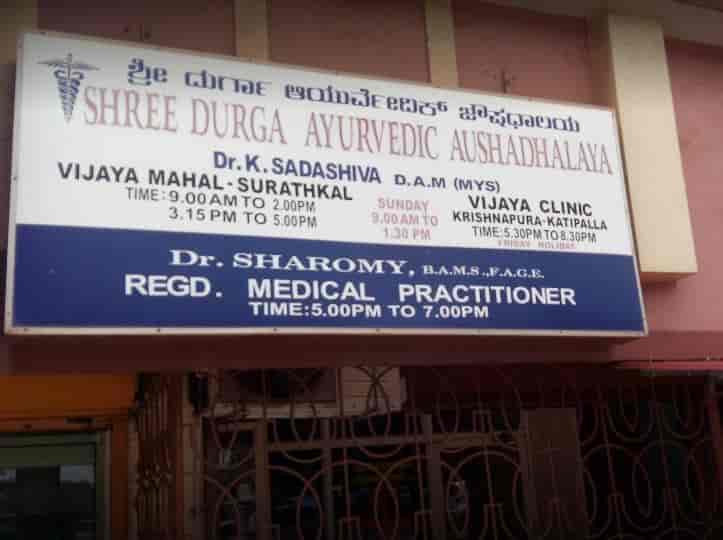 ಶ್ರೀ ದುರ್ಗಾ ಆಯುರ್ವೇದಿಕ್ ಔಷಧಾಲಯ
SHREE DURGA AYURVEDIC AUSHADHALAYA
Dr. K. SADASHIVA D.A.M (MYS)
VIJAYA MAHAL - SURATHKAL
TIME: 9.00 AM TO 2.00PM
3.15 PM TO 5.00PM
SUNDAY
9.00 AM TO
1.30 PM
VIJAYA CLINIC
KRISHNAPURA-KATIPALLA
TIME: 5.30PM TO 8.30PM
FRIDAY HOLIDAY
Dr. SHAROMY, B.A.M.S.,F.A.G.E.
REGD. MEDICAL PRACTITIONER
TIME:5.00PM TO 7.00PM